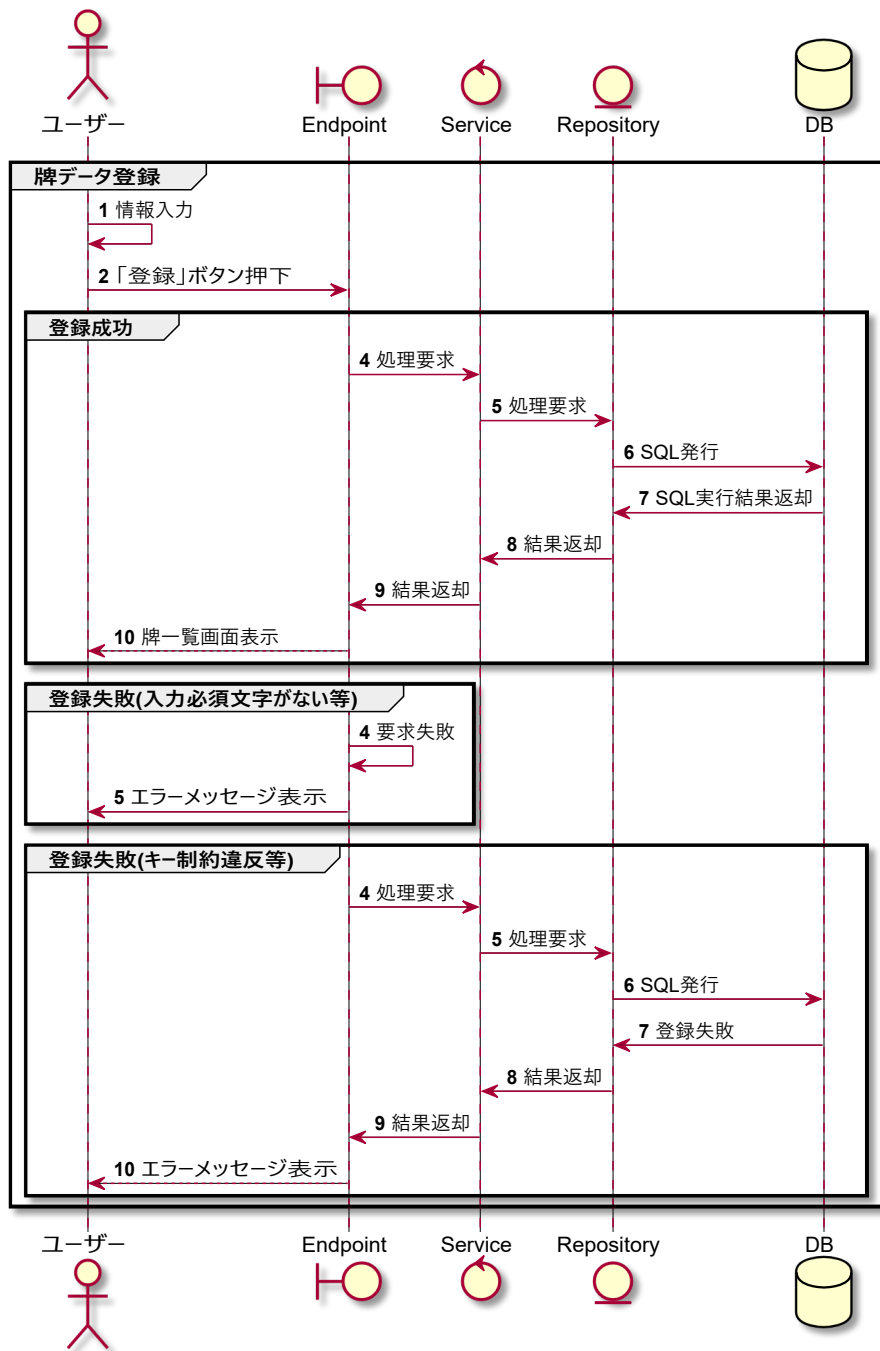 ユーザー
Endpoint
Service
Repository
DB
牌データ登録
1 情報入力
2 「登録」ボタン押下
登録成功
4 処理要求
5 処理要求
6 SQL発行
7 SQL実行結果返却
8 結果返却
9 結果返却
10 牌一覧画面表示
登録失敗(入力必須文字がない等)
4 要求失敗
5 エラーメッセージ表示
登録失敗(キー制約違反等)
4 処理要求
5 処理要求
6 SQL発行
7 登録失敗
8 結果返却
9 結果返却
10 エラーメッセージ表示
ユーザー
Endpoint
Service
Repository
DB